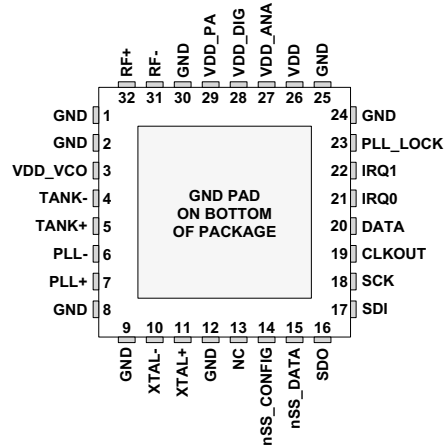 RF+
RF-
GND
VDD_PA
VDD_DIG
VDD_ANA
VDD
GND
32 31 30 29 28 27 26 25
GND 1
GND 2
VDD_VCO 3
TANK- 4
TANK+ 5
PLL- 6
PLL+ 7
GND 8
GND PAD
ON BOTTOM
OF PACKAGE
24 GND
23 PLL_LOCK
22 IRQ1
21 IRQ0
20 DATA
19 CLKOUT
18 SCK
17 SDI
9 10 11 12 13 14 15 16
GND
XTAL-
XTAL+
GND
NC
nSS_CONFIG
nSS_DATA
SDO